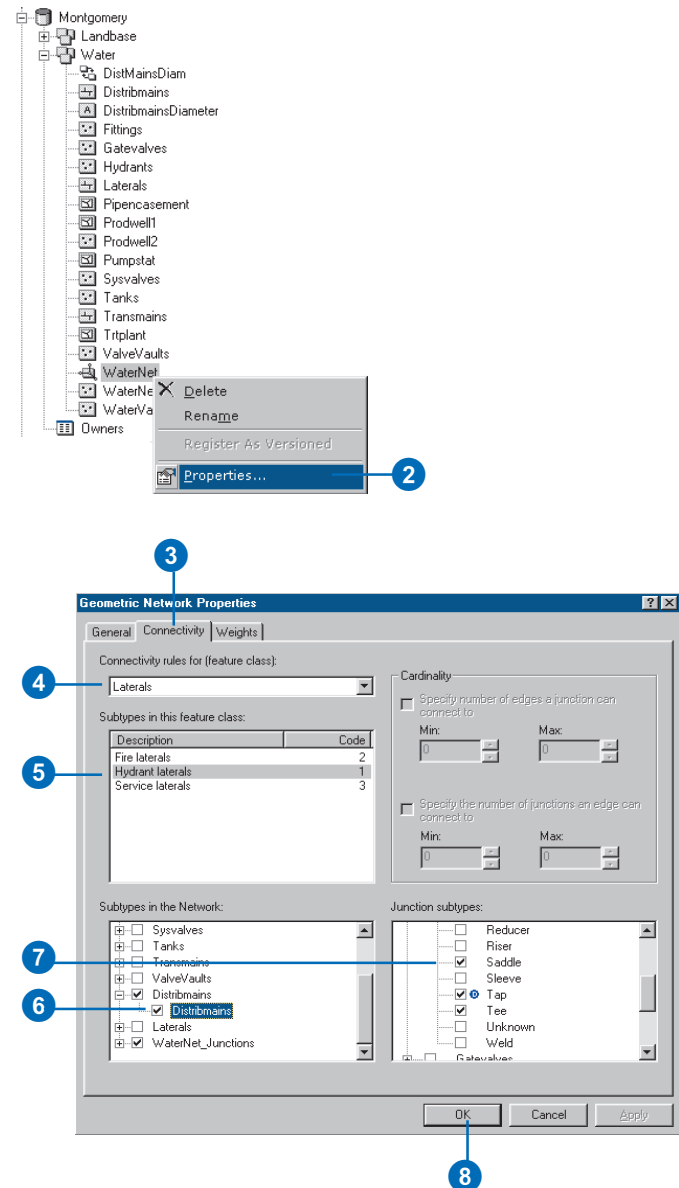 Montgomery
Landbase
Water
DistMainsDiam
Distribmains
A DistribmainsDiameter
Fittings
Gatevalves
Hydrants
Laterals
Pipencasement
Prodwell1
Prodwell2
Pumpstat
Sysvalves
Tanks
Transmains
Trtplant
ValveVaults
WaterNet
WaterNe
WaterVa
Owners
Delete
Rename
Register As Versioned
Properties...
2
3
Geometric Network Properties
General Connectivity Weights
Connectivity rules for (feature class):
4
Laterals
Subtypes in this feature class:
Description Code
Fire laterals 2
5
Hydrant laterals 1
Service laterals 3
Cardinality
Specify number of edges a junction can
connect to
Min: Max:
0 0
Specify the number of junctions an edge can
connect to
Min: Max:
0 0
Subtypes in the Network:
Sysvalves
Tanks
7
Transmains
ValveVaults
Distribmains
6
Distribmains
Laterals
WaterNet_Junctions
Junction subtypes:
Reducer
Riser
Saddle
Sleeve
D Tap
Tee
Unknown
Weld
Gatevalves
OK Cancel Apply
8